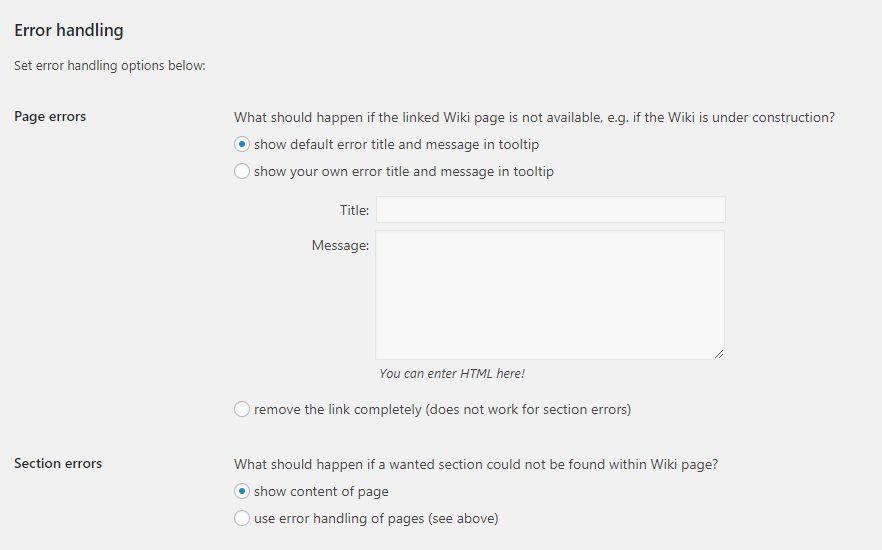 Error handling
Set error handling options below:
Page errors
What should happen if the linked Wiki page is not available, e.g. if the Wiki is under construction?
show default error title and message in tooltip
show your own error title and message in tooltip
Title:
Message:
You can enter HTML here!
remove the link completely (does not work for section errors)
Section errors
What should happen if a wanted section could not be found within Wiki page?
show content of page
use error handling of pages (see above)